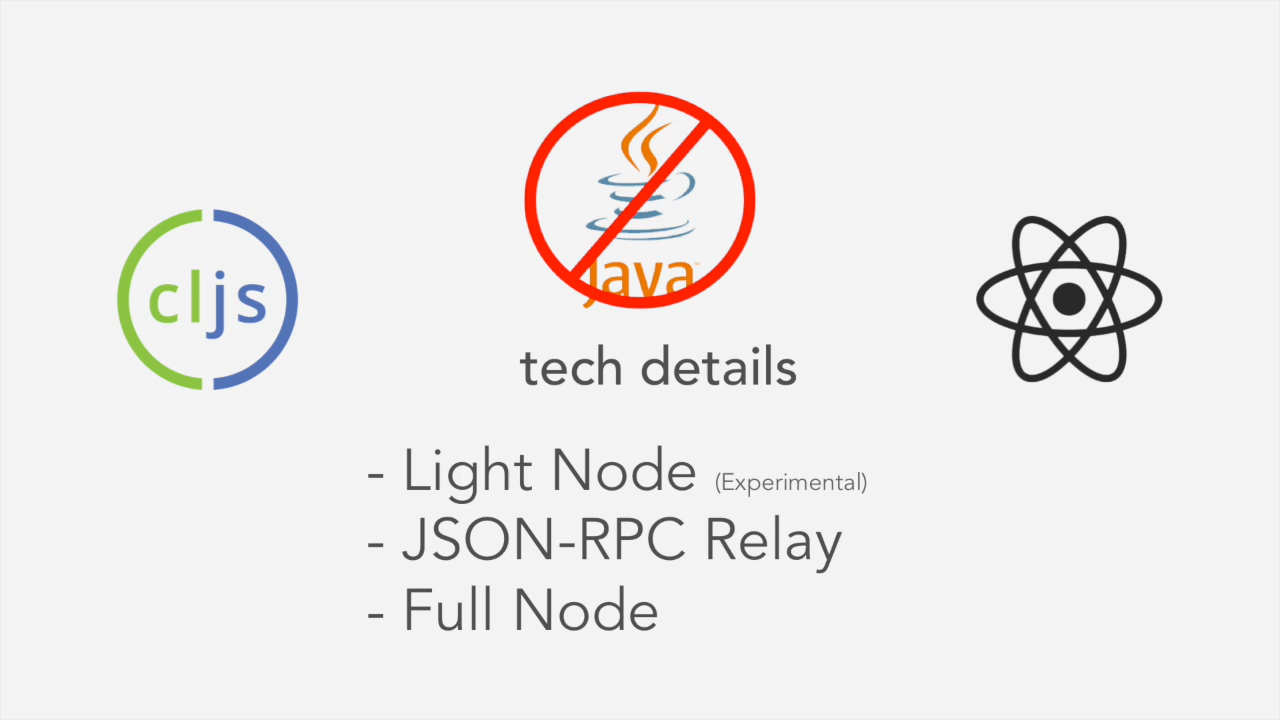 Java
cljs
tech details
- Light Node (Experimental)
- JSON-RPC Relay
- Full Node